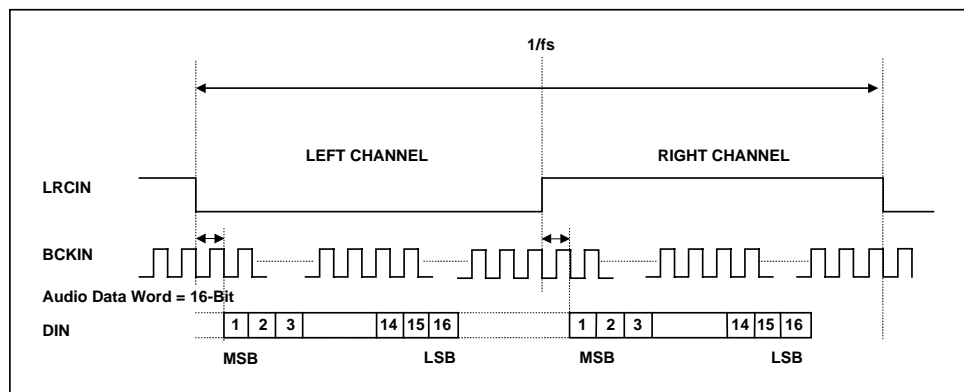 1/fs
LEFT CHANNEL RIGHT CHANNEL
LRCIN
BCKIN
Audio Data Word = 16-Bit
DIN 1 2 3 14 15 16 1 2 3 14 15 16
MSB LSB MSB LSB